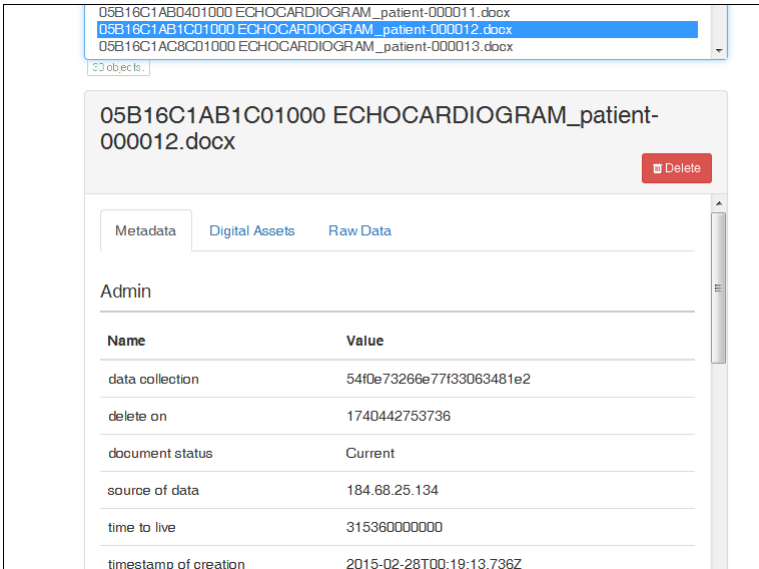 05B16C1AB0401000 ECHOCARDIOGRAM_patient-000011.docx
05B16C1AB1C01000 ECHOCARDIOGRAM_patient-000012.docx
05B16C1AC8C01000 ECHOCARDIOGRAM_patient-000013.docx
30 objects.
05B16C1AB1C01000 ECHOCARDIOGRAM_patient-
000012.docx
Delete
Metadata Digital Assets Raw Data
Admin
Name Value
data collection 54f0e73266e77f33063481e2
delete on 1740442753736
document status Current
source of data 184.68.25.134
time to live 315360000000
timestamp of creation 2015-02-28T00:19:13.736Z